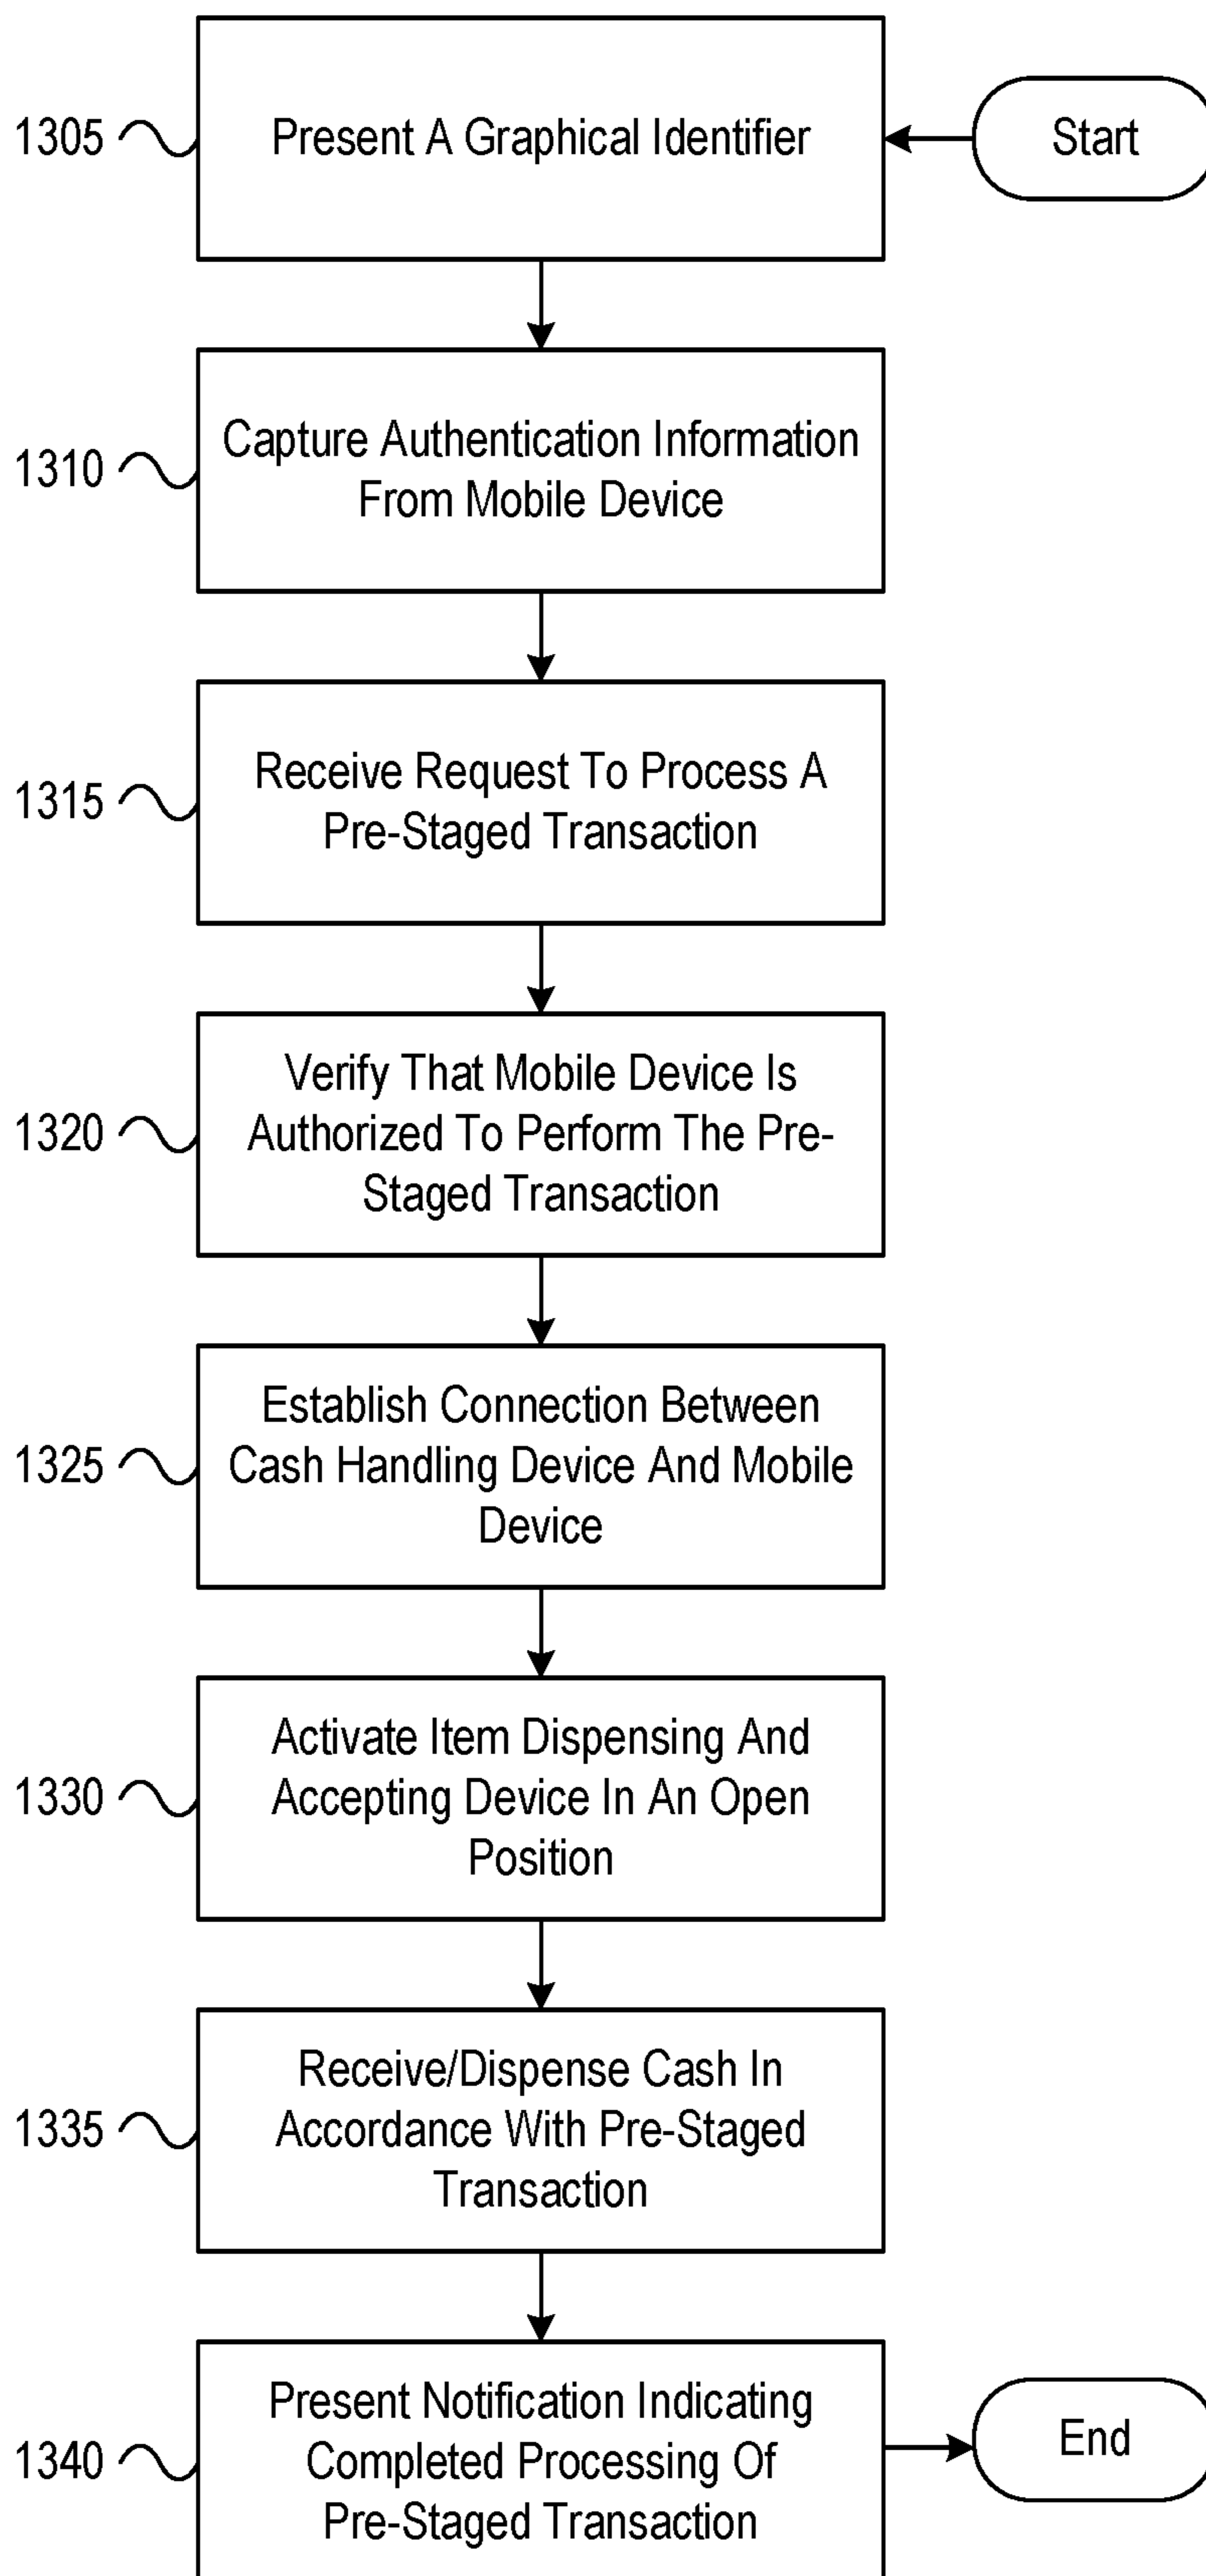 1305
Present A Graphical Identifier
Start
1310
Capture Authentication Information
From Mobile Device
1315
Receive Request To Process A
Pre-Staged Transaction
1320
Verify That Mobile Device Is
Authorized To Perform The Pre-
Staged Transaction
1325
Establish Connection Between
Cash Handling Device And Mobile
Device
1330
Activate Item Dispensing And
Accepting Device In An Open
Position
1335
Receive/Dispense Cash In
Accordance With Pre-Staged
Transaction
1340
Present Notification Indicating
Completed Processing Of
Pre-Staged Transaction
End